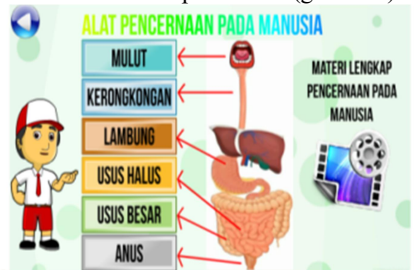 ALAT PENCERNAAN PADA MANUSIA
MULUT
KERONGKONGAN
LAMBUNG
USUS HALUS
USUS BESAR
ANUS
MATERI LENGKAP
PENCERNAAN PADA
MANUSIA